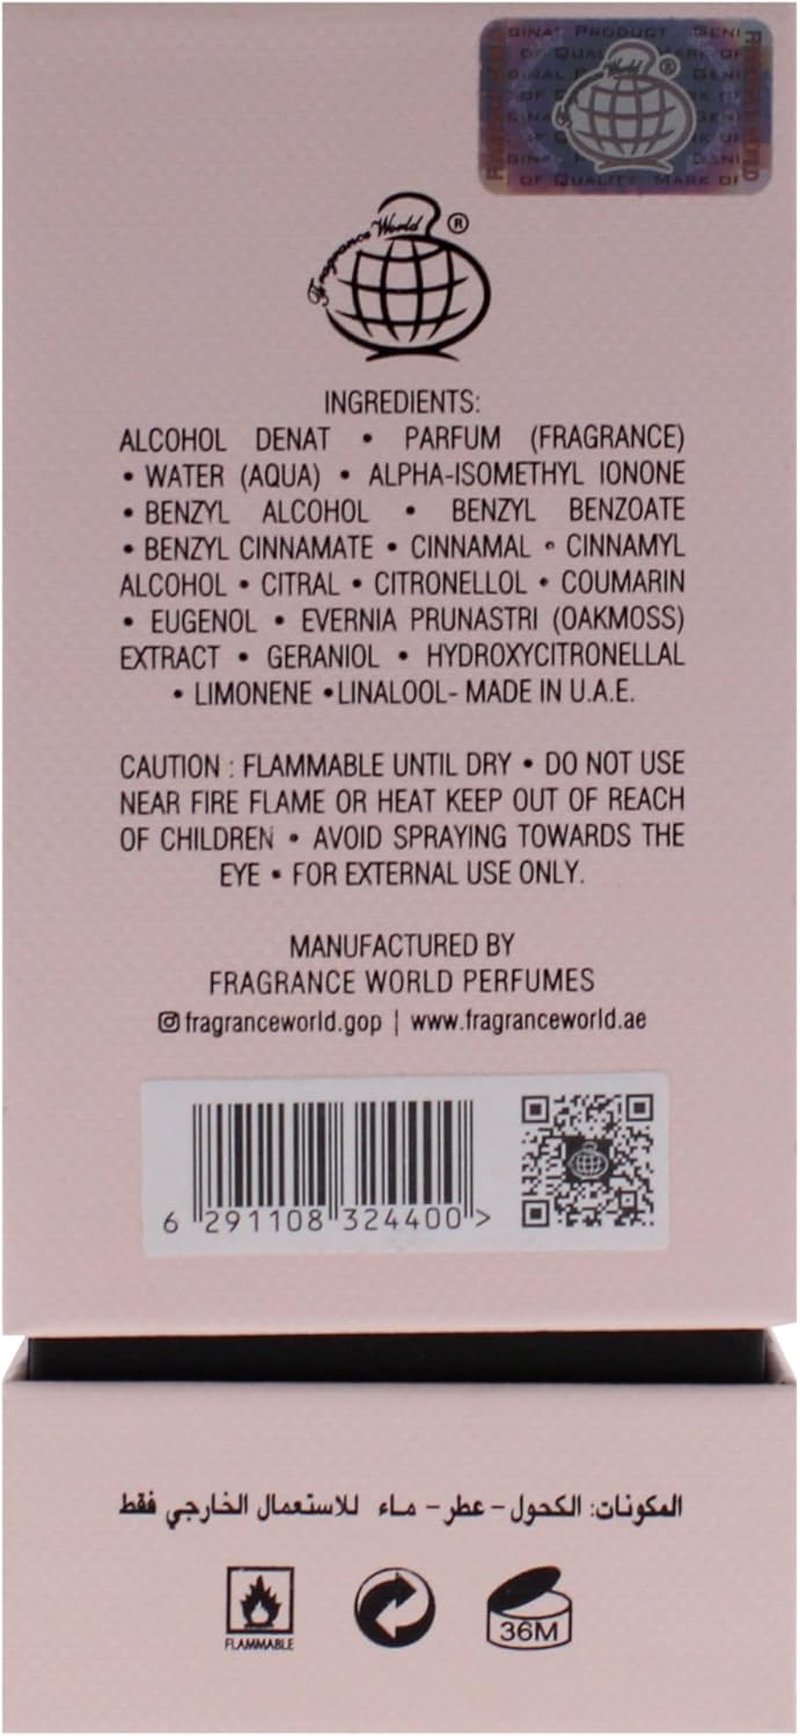 Fragrance World ®
INGREDIENTS:
ALCOHOL DENAT • PARFUM (FRAGRANCE)
• WATER (AQUA) • ALPHA-ISOMETHYL IONONE
• BENZYL ALCOHOL • BENZYL BENZOATE
• BENZYL CINNAMATE • CINNAMAL • CINNAMYL
ALCOHOL • CITRAL • CITRONELLOL • COUMARIN
• EUGENOL • EVERNIA PRUNASTRI (OAKMOSS)
EXTRACT • GERANIOL • HYDROXYCITRONELLAL
• LIMONENE •LINALOOL- MADE IN U.A.E.
CAUTION : FLAMMABLE UNTIL DRY • DO NOT USE
NEAR FIRE FLAME OR HEAT KEEP OUT OF REACH
OF CHILDREN • AVOID SPRAYING TOWARDS THE
EYE • FOR EXTERNAL USE ONLY.
MANUFACTURED BY
FRAGRANCE WORLD PERFUMES
fragranceworld.gop | www.fragranceworld.ae
6 291108 324400 >
المكونات: الكحول – عطر – ماء للاستعمال الخارجي فقط
FLAMMABLE
36M